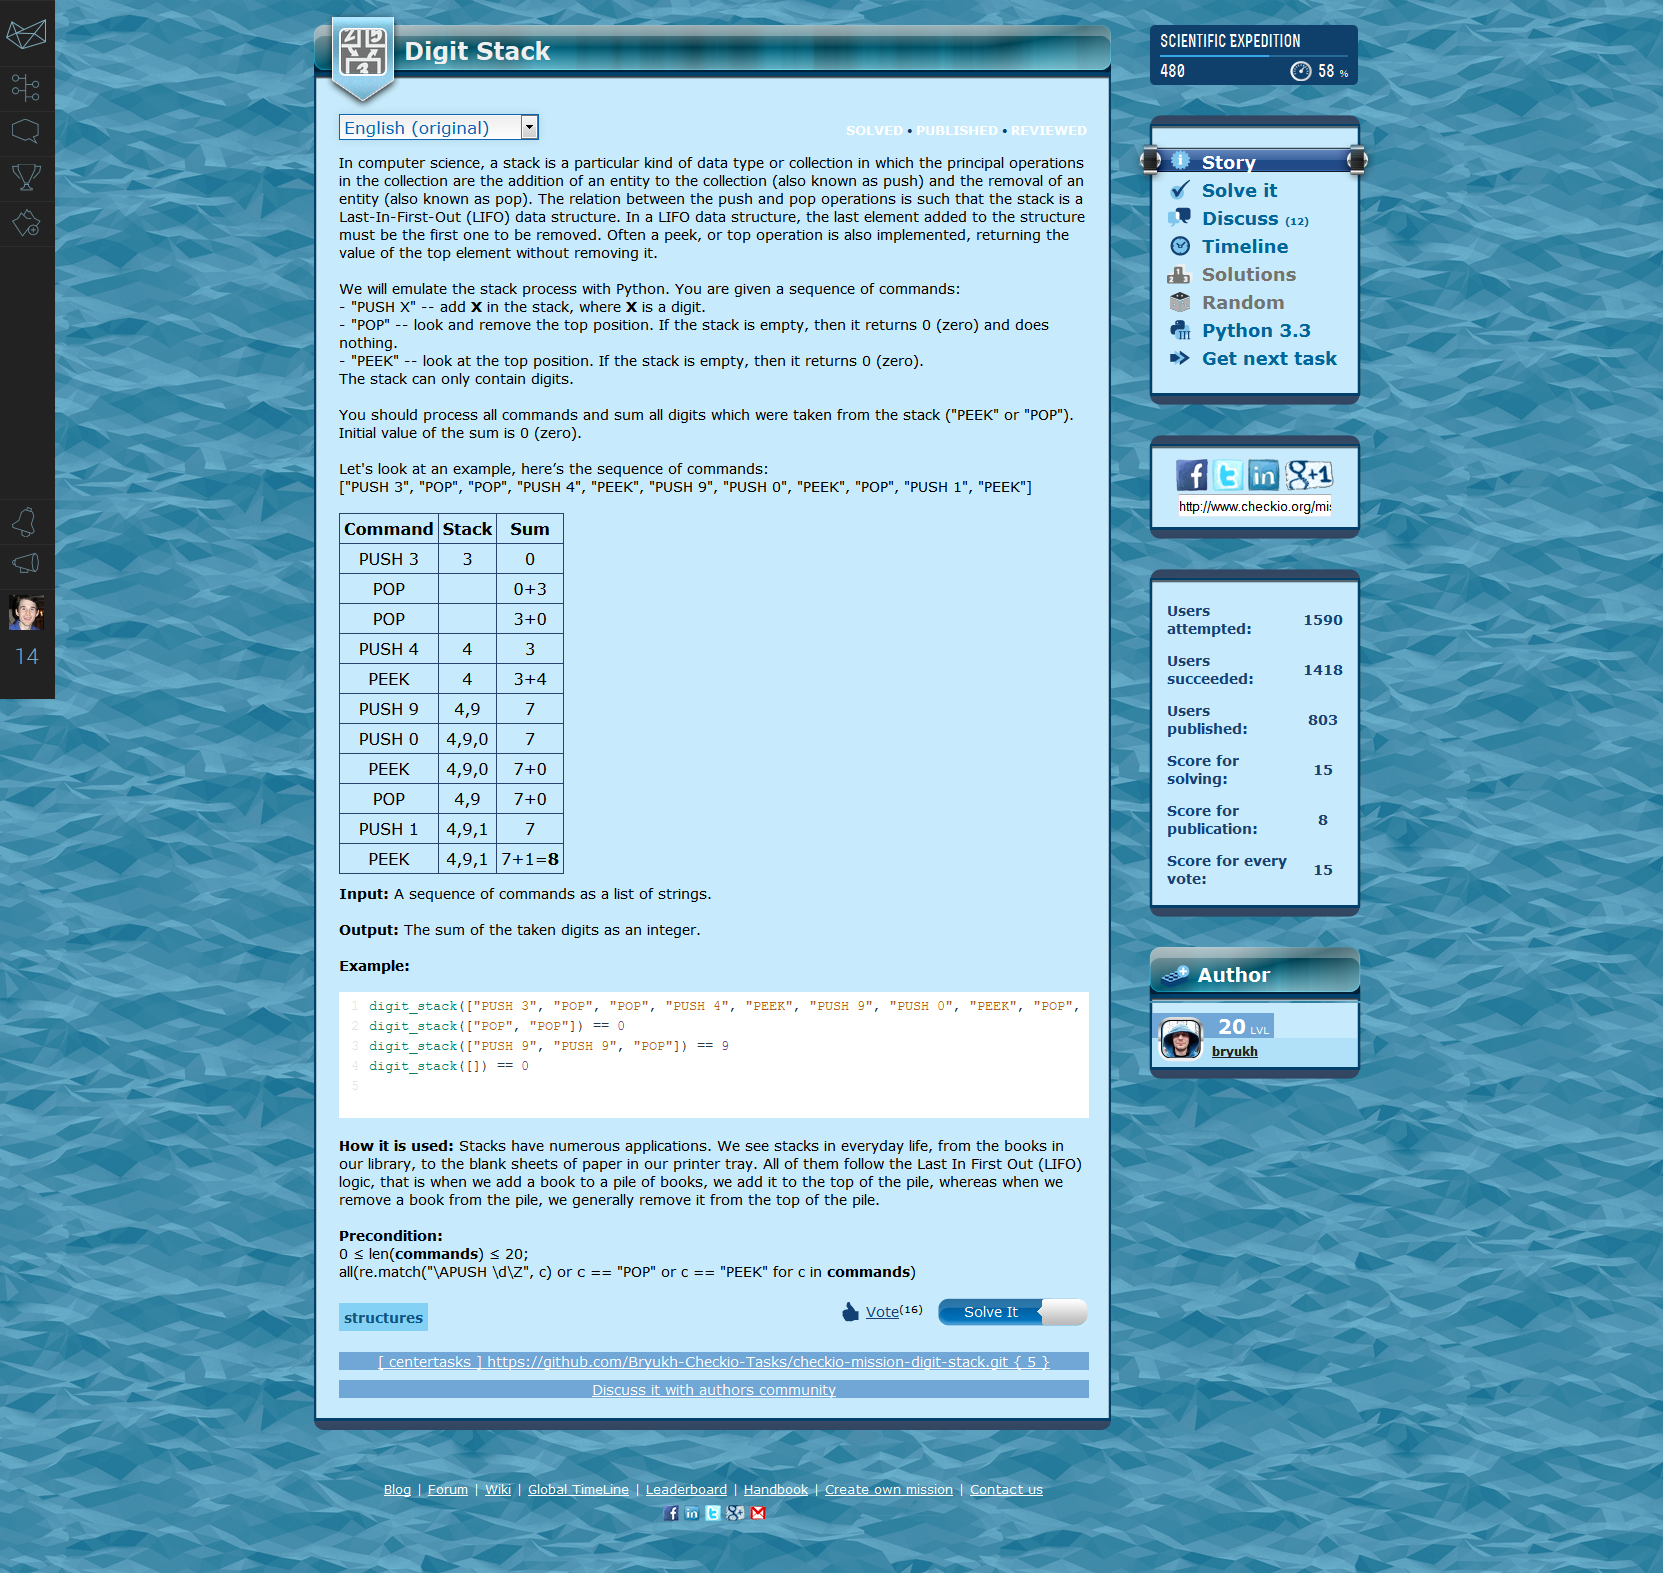 Digit Stack
English (original)
SOLVED • PUBLISHED • REVIEWED
In computer science, a stack is a particular kind of data type or collection in which the principal operations
in the collection are the addition of an entity to the collection (also known as push) and the removal of an
entity (also known as pop). The relation between the push and pop operations is such that the stack is a
Last-In-First-Out (LIFO) data structure. In a LIFO data structure, the last element added to the structure
must be the first one to be removed. Often a peek, or top operation is also implemented, returning the
value of the top element without removing it.
We will emulate the stack process with Python. You are given a sequence of commands:
- "PUSH X" -- add X in the stack, where X is a digit.
- "POP" -- look and remove the top position. If the stack is empty, then it returns 0 (zero) and does
nothing.
- "PEEK" -- look at the top position. If the stack is empty, then it returns 0 (zero).
The stack can only contain digits.
You should process all commands and sum all digits which were taken from the stack ("PEEK" or "POP").
Initial value of the sum is 0 (zero).
Let's look at an example, here’s the sequence of commands:
["PUSH 3", "POP", "POP", "PUSH 4", "PEEK", "PUSH 9", "PUSH 0", "PEEK", "POP", "PUSH 1", "PEEK"]
Command Stack Sum
PUSH 3 3 0
POP 0+3
POP 3+0
PUSH 4 4 3
PEEK 4 3+4
PUSH 9 4,9 7
PUSH 0 4,9,0 7
PEEK 4,9,0 7+0
POP 4,9 7+0
PUSH 1 4,9,1 7
PEEK 4,9,1 7+1=8
Input: A sequence of commands as a list of strings.
Output: The sum of the taken digits as an integer.
Example:
1 digit_stack(["PUSH 3", "POP", "POP", "PUSH 4", "PEEK", "PUSH 9", "PUSH 0", "PEEK", "POP",
2 digit_stack(["POP", "POP"]) == 0
3 digit_stack(["PUSH 9", "PUSH 9", "POP"]) == 9
4 digit_stack([]) == 0
5
How it is used: Stacks have numerous applications. We see stacks in everyday life, from the books in
our library, to the blank sheets of paper in our printer tray. All of them follow the Last In First Out (LIFO)
logic, that is when we add a book to a pile of books, we add it to the top of the pile, whereas when we
remove a book from the pile, we generally remove it from the top of the pile.
Precondition:
0 ≤ len(commands) ≤ 20;
all(re.match("\APUSH \d\Z", c) or c == "POP" or c == "PEEK" for c in commands)
structures
Vote(16)
Solve It
[ centertasks ] https://github.com/Bryukh-Checkio-Tasks/checkio-mission-digit-stack.git { 5 }
Discuss it with authors community
SCIENTIFIC EXPEDITION
480 58 %
Story
Solve it
Discuss (12)
Timeline
Solutions
Random
Python 3.3
Get next task
http://www.checkio.org/mis
Users
attempted: 1590
Users
succeeded: 1418
Users
published: 803
Score for
solving: 15
Score for
publication: 8
Score for every
vote: 15
Author
20 LVL
bryukh
14
Blog | Forum | Wiki | Global TimeLine | Leaderboard | Handbook | Create own mission | Contact us